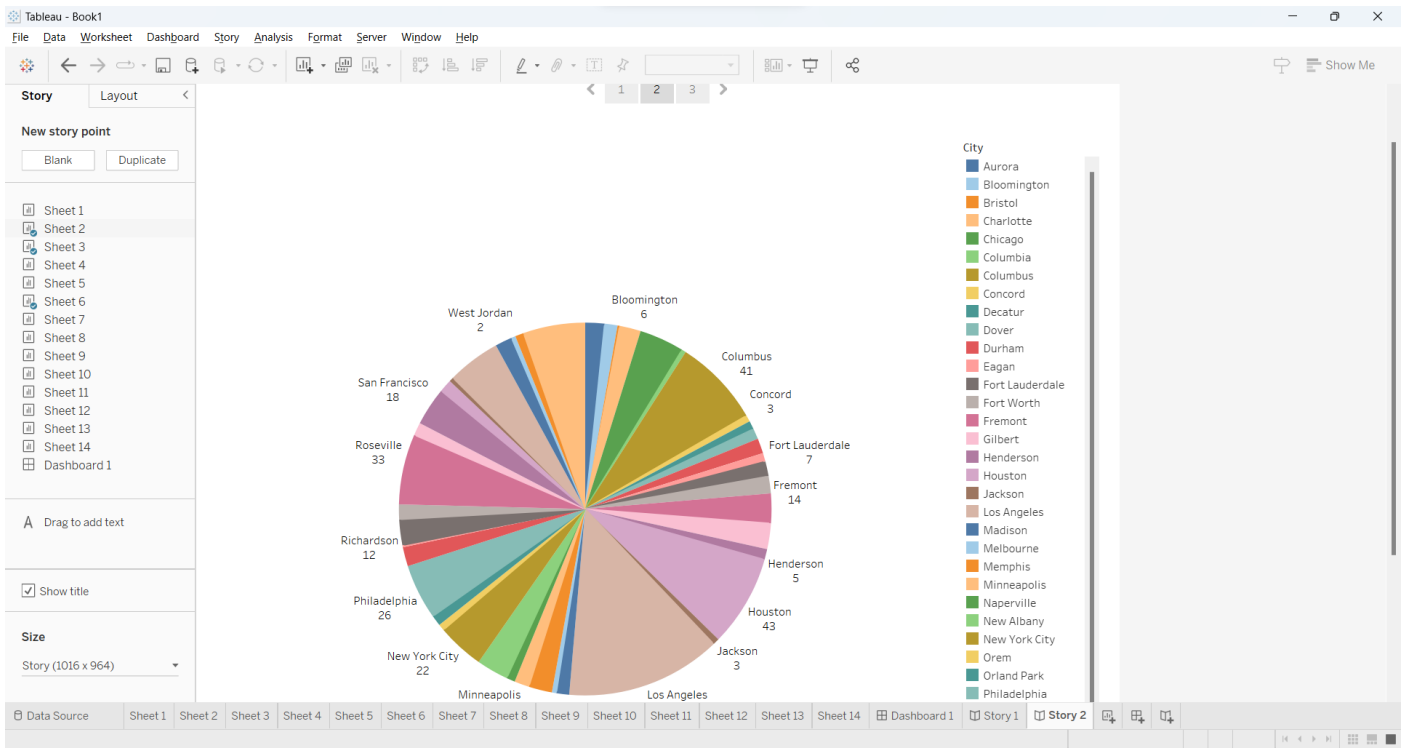 Tableau - Book1
File Data Worksheet Dashboard Story Analysis Format Server Window Help
Show Me
Story Layout
New story point
Blank Duplicate
Sheet 1
Sheet 2
Sheet 3
Sheet 4
Sheet 5
Sheet 6
Sheet 7
Sheet 8
Sheet 9
Sheet 10
Sheet 11
Sheet 12
Sheet 13
Sheet 14
Dashboard 1
A Drag to add text
Show title
Size
Story (1016 x 964)
1 2 3
West Jordan
2
Bloomington
6
Columbus
41
Concord
3
San Francisco
18
Fort Lauderdale
7
Roseville
33
Fremont
14
Richardson
12
Henderson
5
Philadelphia
26
Houston
43
New York City
22
Jackson
3
Minneapolis
Los Angeles
City
Aurora
Bloomington
Bristol
Charlotte
Chicago
Columbia
Columbus
Concord
Decatur
Dover
Durham
Eagan
Fort Lauderdale
Fort Worth
Fremont
Gilbert
Henderson
Houston
Jackson
Los Angeles
Madison
Melbourne
Memphis
Minneapolis
Naperville
New Albany
New York City
Orem
Orland Park
Philadelphia
Data Source Sheet 1 Sheet 2 Sheet 3 Sheet 4 Sheet 5 Sheet 6 Sheet 7 Sheet 8 Sheet 9 Sheet 10 Sheet 11 Sheet 12 Sheet 13 Sheet 14 Dashboard 1 Story 1 Story 2